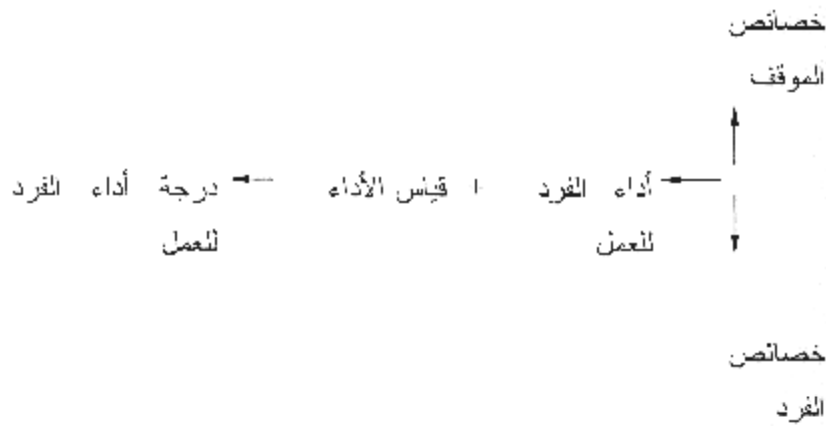 خصائص
الموقف
أداء الفرد + قياس الأداء درجة أداء الفرد
للعمل للعمل
خصائص
الفرد